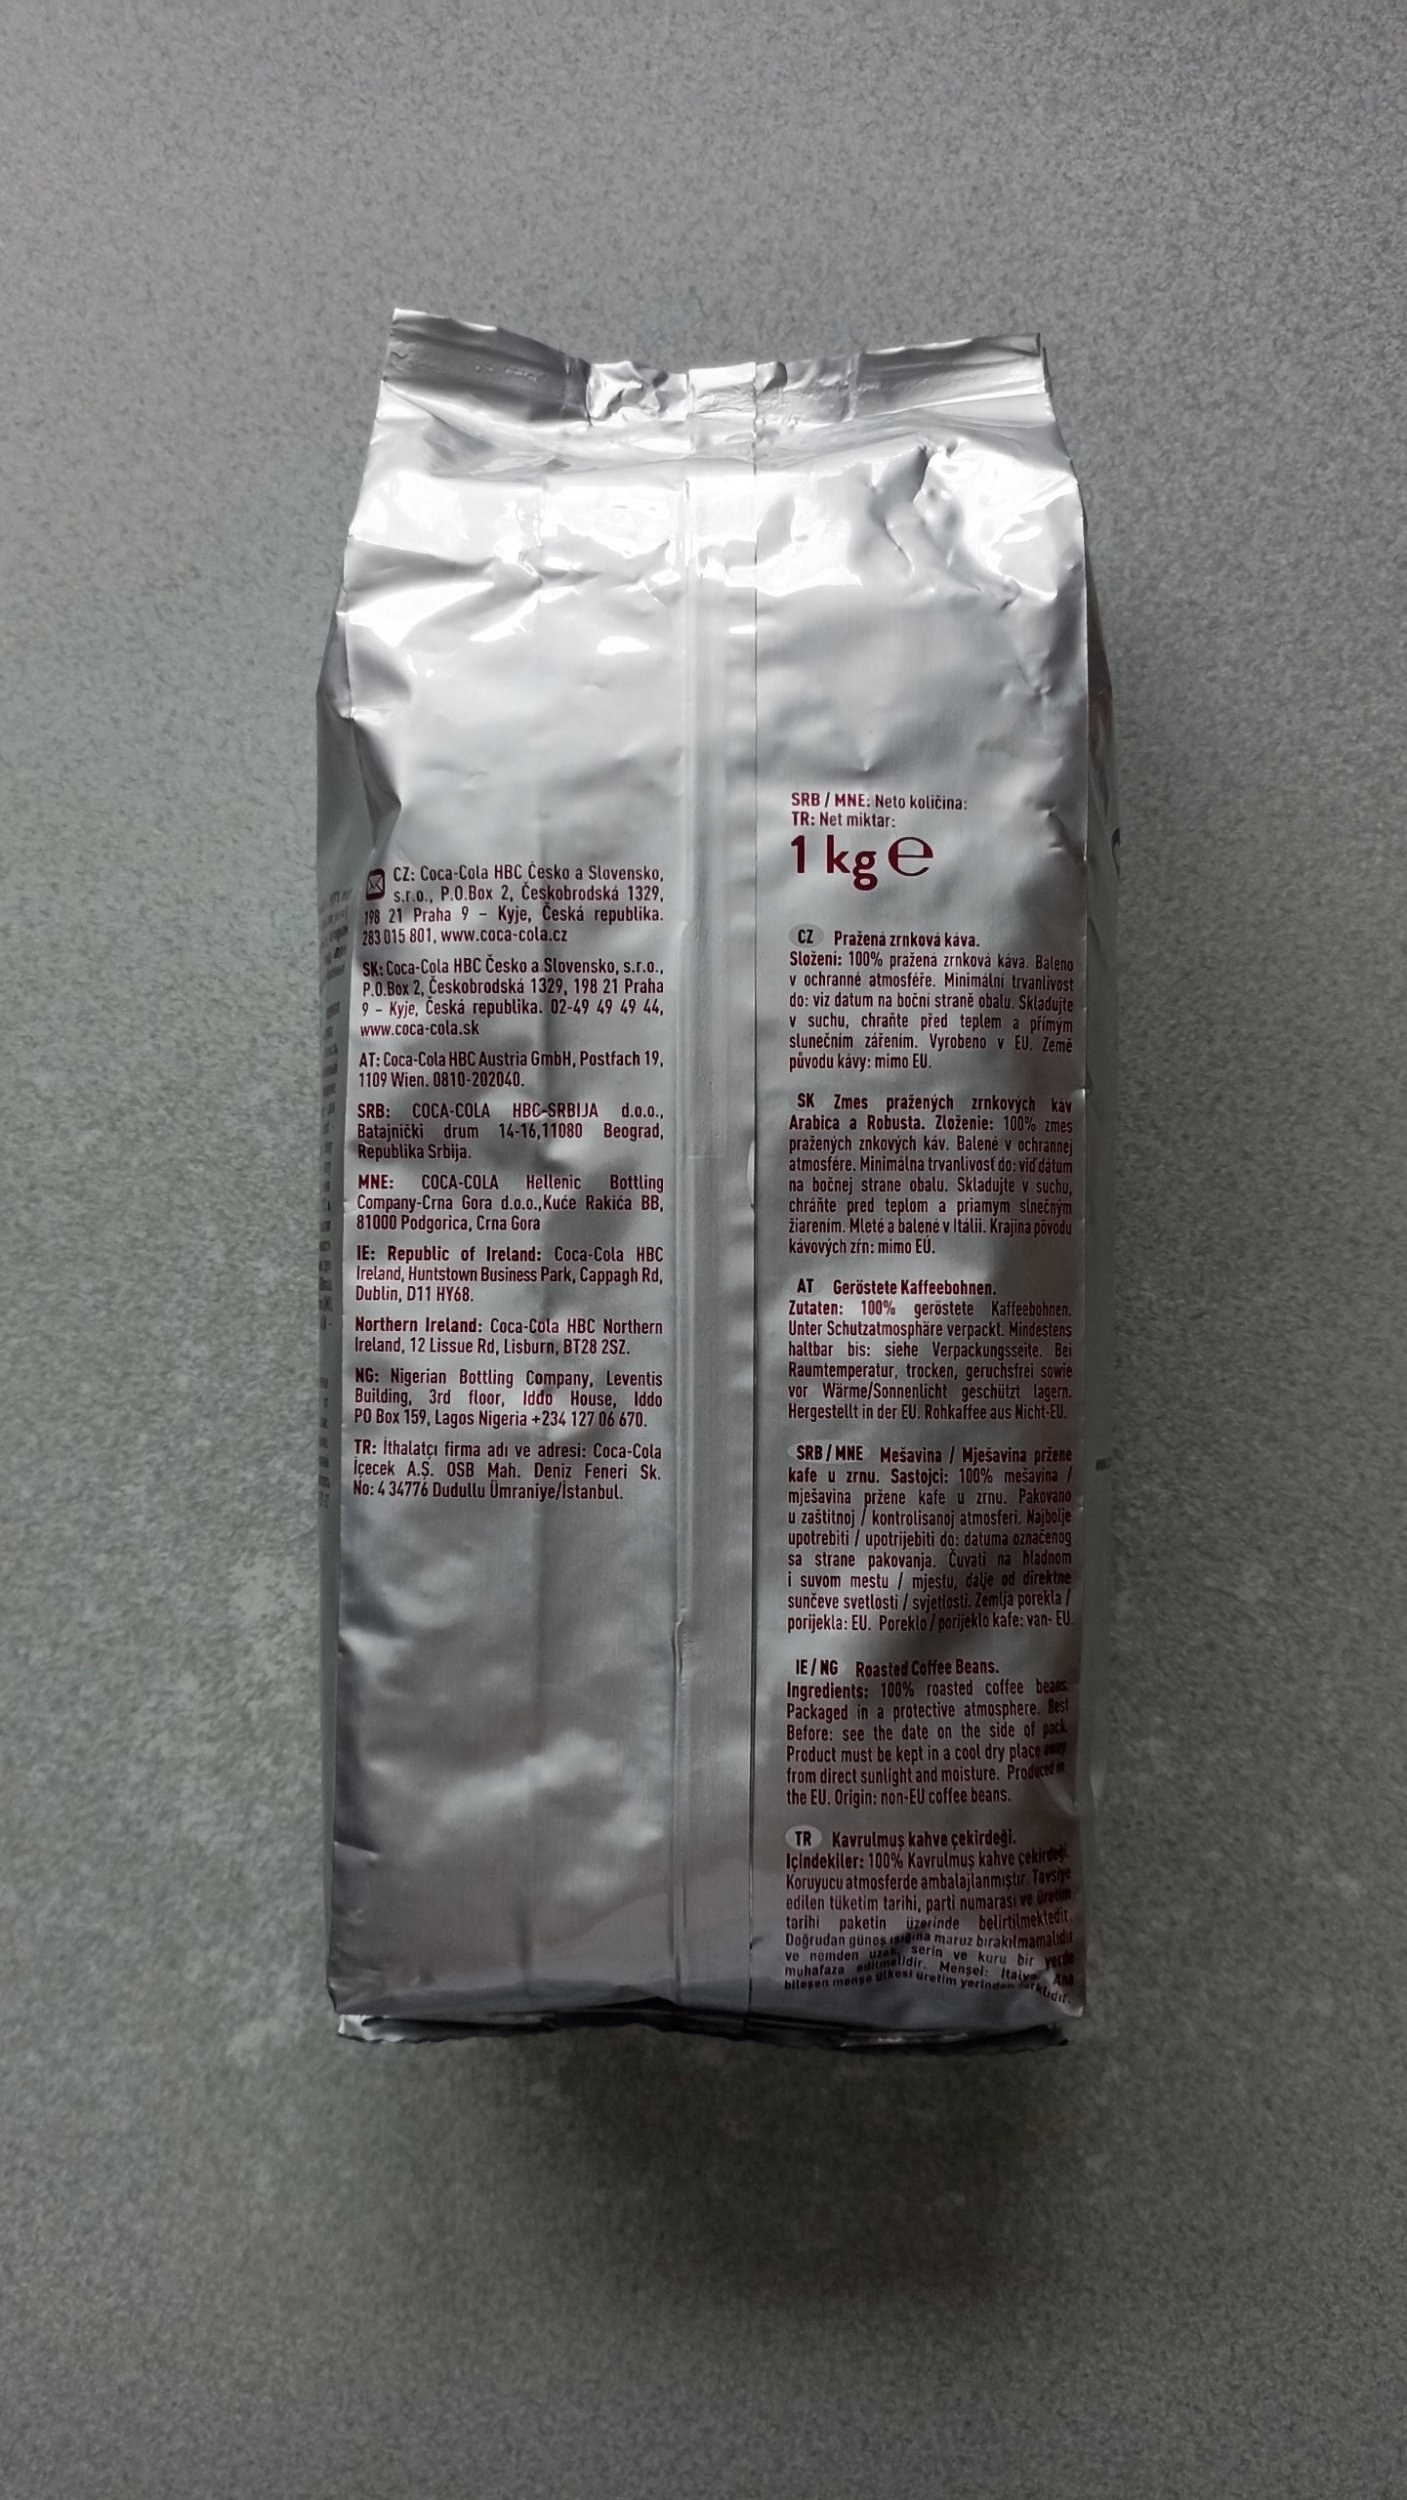 CZ: Coca-Cola HBC Česko a Slovensko,
s.r.o., P.O.Box 2, Českobrodská 1329,
198 21 Praha 9 – Kyje, Česká republika.
283 015 801, www.coca-cola.cz
SK: Coca-Cola HBC Česko a Slovensko, s.r.o.,
P.O.Box 2, Českobrodská 1329, 198 21 Praha
9 – Kyje, Česká republika. 02-49 49 49 44,
www.coca-cola.sk
AT: Coca-Cola HBC Austria GmbH, Postfach 19,
1109 Wien. 0810-202040.
SRB: COCA-COLA HBC-SRBIJA d.o.o.,
Batajnički drum 14-16,11080 Beograd,
Republika Srbija.
MNE: COCA-COLA Hellenic Bottling
Company-Crna Gora d.o.o.,Kuće Rakića BB,
81000 Podgorica, Crna Gora
IE: Republic of Ireland: Coca-Cola HBC
Ireland, Huntstown Business Park, Cappagh Rd,
Dublin, D11 HY68.
Northern Ireland: Coca-Cola HBC Northern
Ireland, 12 Lissue Rd, Lisburn, BT28 2SZ.
NG: Nigerian Bottling Company, Leventis
Building, 3rd floor, Iddo House, Iddo
PO Box 159, Lagos Nigeria +234 127 06 670.
TR: İthalatçı firma adı ve adresi: Coca-Cola
İçecek A.Ş. OSB Mah. Deniz Feneri Sk.
No: 4 34776 Dudullu Ümraniye/İstanbul.
SRB / MNE: Neto količina:
TR: Net miktar:
1 kg e
CZ Pražená zrnková káva.
Složení: 100% pražená zrnková káva. Baleno
v ochranné atmosféře. Minimální trvanlivost
do: viz datum na boční straně obalu. Skladujte
v suchu, chraňte před teplem a přímým
slunečním zářením. Vyrobeno v EU. Země
původu kávy: mimo EU.
SK Zmes pražených zrnkových káv
Arabica a Robusta. Zloženie: 100% zmes
pražených znkových káv. Balené v ochrannej
atmosfére. Minimálna trvanlivosť do: viď dátum
na bočnej strane obalu. Skladujte v suchu,
chráňte pred teplom a priamym slnečným
žiarením. Mleté a balené v Itálii. Krajina pôvodu
kávových zŕn: mimo EÚ.
AT Geröstete Kaffeebohnen.
Zutaten: 100% geröstete Kaffeebohnen.
Unter Schutzatmosphäre verpackt. Mindestens
haltbar bis: siehe Verpackungsseite. Bei
Raumtemperatur, trocken, geruchsfrei sowie
vor Wärme/Sonnenlicht geschützt lagern.
Hergestellt in der EU. Rohkaffee aus Nicht-EU.
SRB / MNE Mešavina / Mješavina pržene
kafe u zrnu. Sastojci: 100% mešavina /
mješavina pržene kafe u zrnu. Pakovano
u zaštitnoj / kontrolisanoj atmosferi. Najbolje
upotrebiti / upotrijebiti do: datuma označenog
sa strane pakovanja. Čuvati na hladnom
i suvom mestu / mjestu, dalje od direktne
sunčeve svetlosti / svjetlosti. Zemlja porekla /
porijekla: EU. Poreklo / porijeklo kafe: van- EU.
IE / NG Roasted Coffee Beans.
Ingredients: 100% roasted coffee beans.
Packaged in a protective atmosphere. Best
Before: see the date on the side of pack.
Product must be kept in a cool dry place away
from direct sunlight and moisture. Produced in
the EU. Origin: non-EU coffee beans.
TR Kavrulmuş kahve çekirdeği.
İçindekiler: 100% Kavrulmuş kahve çekirdeği.
Koruyucu atmosferde ambalajlanmıştır. Tavsiye
edilen tüketim tarihi, parti numarası ve üretim
tarihi paketin üzerinde belirtilmektedir.
Doğrudan güneş ışığına maruz bırakılmamalıdır
ve nemden uzak, serin ve kuru bir yerde
muhafaza edilmelidir. Menşei: İtalya. Ana
bileşen menşe ülkesi üretim yerinden farklıdır.